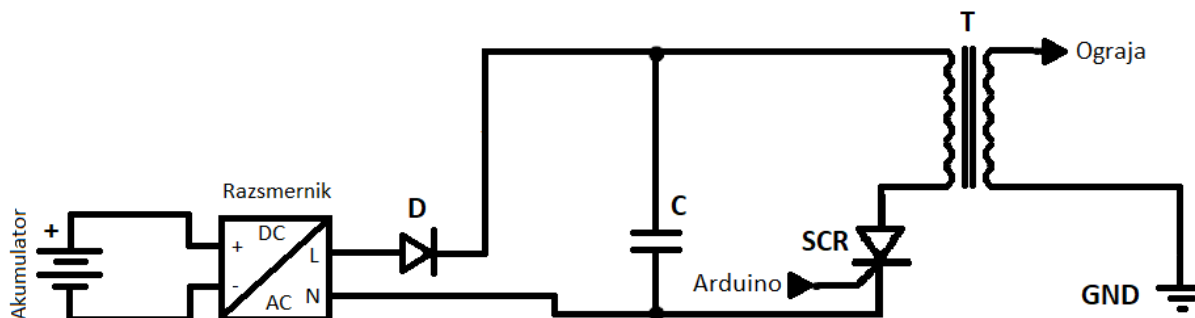 T
Ograja
Razsmernik
D
C
Akumulator
+
+
DC
L
SCR
-
AC
N
Arduino
GND